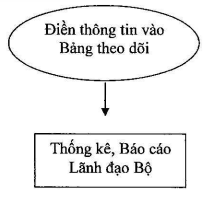 Điền thông tin vào
Bảng theo dõi
Thống kê, Báo cáo
Lãnh đạo Bộ